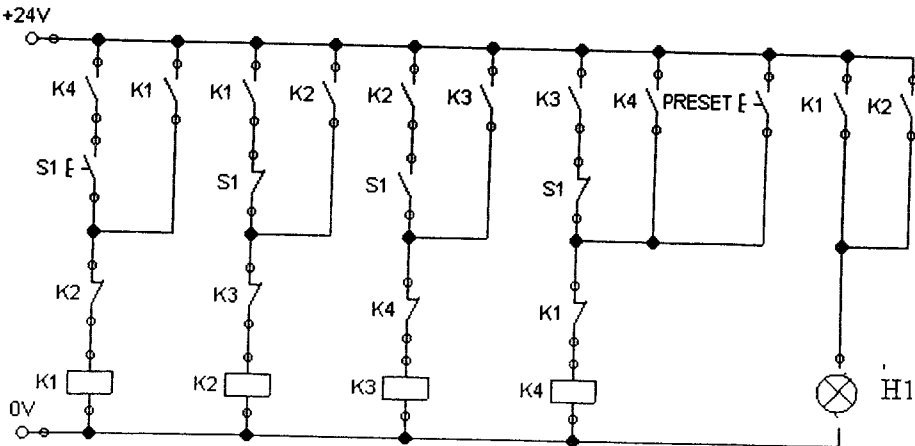 +24V
K4 K1 K1 K2 K2 K3 K3 K4 PRESET K1 K2
S1 S1 S1 S1
K2 K3 K4 K1
K1 K2 K3 K4 H1
0V